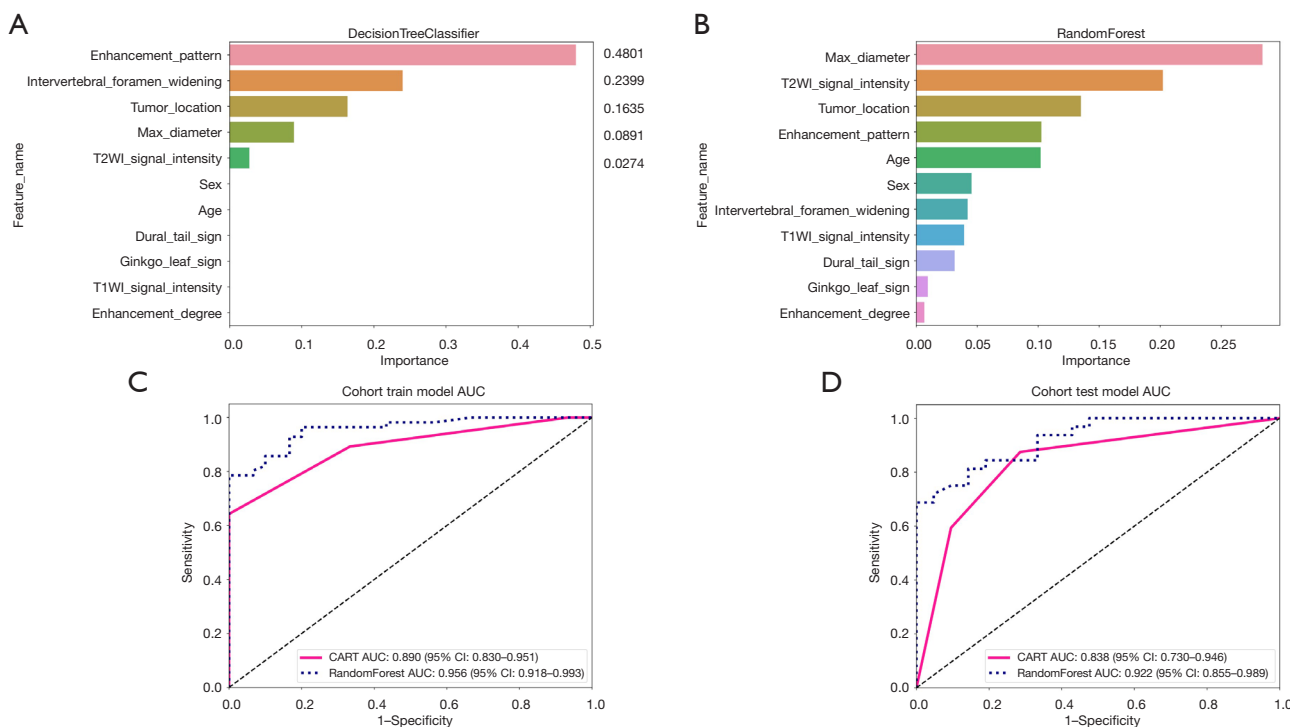 A
DecisionTreeClassifier
Feature_name
Enhancement_pattern
0.4801
Intervertebral_foramen_widening
0.2399
Tumor_location
0.1635
Max_diameter
0.0891
T2WI_signal_intensity
0.0274
Sex
Age
Dural_tail_sign
Ginkgo_leaf_sign
T1WI_signal_intensity
Enhancement_degree
0.0 0.1 0.2 0.3 0.4 0.5
Importance
B
RandomForest
Feature_name
Max_diameter
T2WI_signal_intensity
Tumor_location
Enhancement_pattern
Age
Sex
Intervertebral_foramen_widening
T1WI_signal_intensity
Dural_tail_sign
Ginkgo_leaf_sign
Enhancement_degree
0.00 0.05 0.10 0.15 0.20 0.25
Importance
C
Cohort train model AUC
Sensitivity
1.0
0.8
0.6
0.4
0.2
0.0
CART AUC: 0.890 (95% CI: 0.830–0.951)
RandomForest AUC: 0.956 (95% CI: 0.918–0.993)
0.0 0.2 0.4 0.6 0.8 1.0
1–Specificity
D
Cohort test model AUC
Sensitivity
1.0
0.8
0.6
0.4
0.2
0.0
CART AUC: 0.838 (95% CI: 0.730–0.946)
RandomForest AUC: 0.922 (95% CI: 0.855–0.989)
0.0 0.2 0.4 0.6 0.8 1.0
1–Specificity